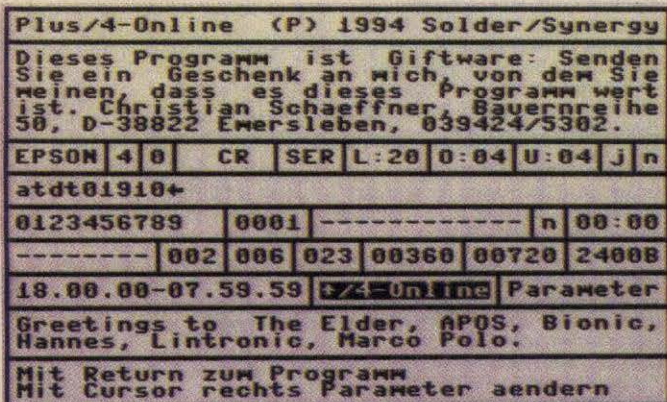 Plus/4-Online (P) 1994 Solder/Synergy
Dieses Programm ist Giftware: Senden
Sie ein Geschenk an mich, von dem Sie
meinen, dass es dieses Programm wert
ist. Christian Schaeffner, Bauernreihe
50, D-38822 Emersleben, 039424/5302.
EPSON 4 0 CR SER L:20 O:04 U:04 j n
atdt01910←
0123456789 0001 -------------- n 00:00
-------- 002 006 023 00360 00720 2400B
18.00.00-07.59.59 +/4-Online Parameter
Greetings to The Elder, APOS, Bionic,
Hannes, Lintronic, Marco Polo.
Mit Return zum Programm
Mit Cursor rechts Parameter aendern